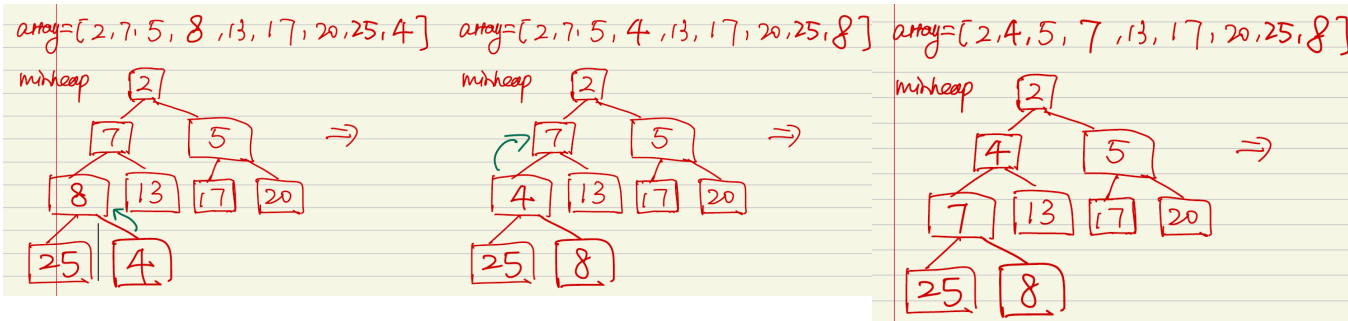 array=[2,7,5,8,13,17,20,25,4]
minheap
2
⇒
7 5
8 13 17 20
25 4
array=[2,7,5,4,13,17,20,25,8]
minheap
2
⇒
7 5
4 13 17 20
25 8
array=[2,4,5,7,13,17,20,25,8]
minheap
2
⇒
4 5
7 13 17 20
25 8